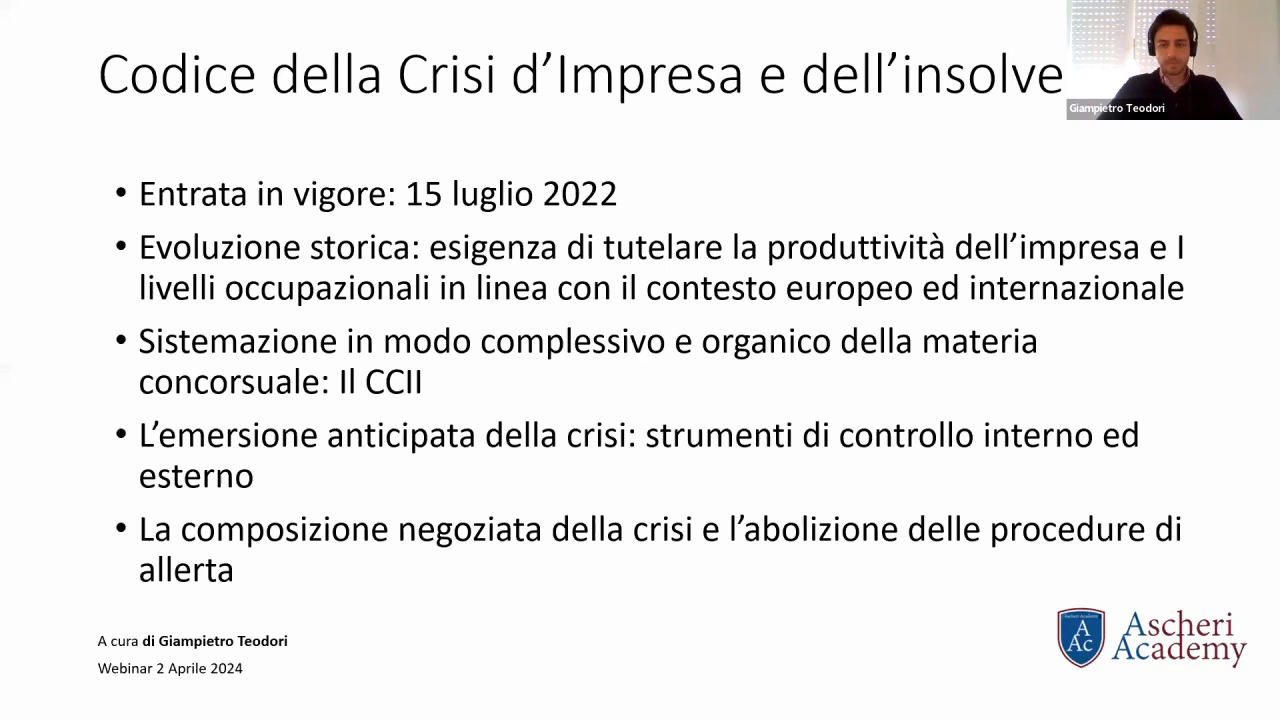 Codice della Crisi d’Impresa e dell’insolve
Giampietro Teodori
• Entrata in vigore: 15 luglio 2022
• Evoluzione storica: esigenza di tutelare la produttività dell’impresa e I
livelli occupazionali in linea con il contesto europeo ed internazionale
• Sistemazione in modo complessivo e organico della materia
concorsuale: Il CCII
• L’emersione anticipata della crisi: strumenti di controllo interno ed
esterno
• La composizione negoziata della crisi e l’abolizione delle procedure di
allerta
A cura di Giampietro Teodori
Webinar 2 Aprile 2024
A
Ac
Ascheri
Academy